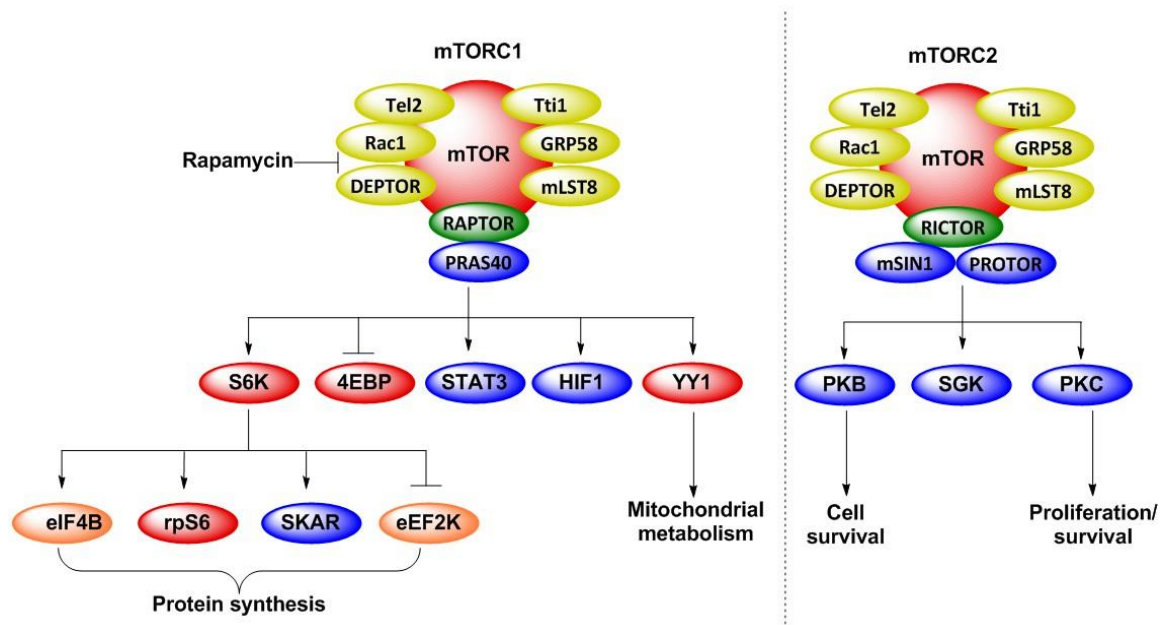 mTORC1
Tel2
Tti1
Rac1
mTOR
GRP58
Rapamycin
DEPTOR
mLST8
RAPTOR
PRAS40
S6K
4EBP
STAT3
HIF1
YY1
eIF4B
rpS6
SKAR
eEF2K
Mitochondrial
metabolism
Protein synthesis
mTORC2
Tel2
Tti1
Rac1
mTOR
GRP58
DEPTOR
mLST8
RICTOR
mSIN1
PROTOR
PKB
SGK
PKC
Cell
survival
Proliferation/
survival